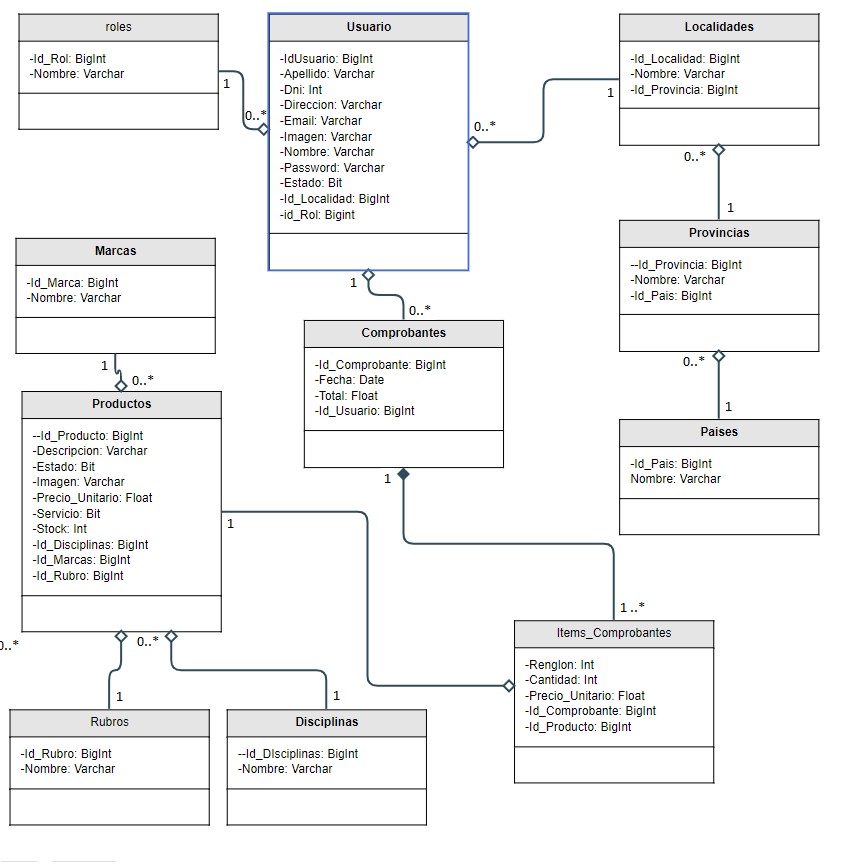 roles
-Id_Rol: BigInt
-Nombre: Varchar
1
0..*
Usuario
-IdUsuario: BigInt
-Apellido: Varchar
-Dni: Int
-Direccion: Varchar
-Email: Varchar
-Imagen: Varchar
-Nombre: Varchar
-Password: Varchar
-Estado: Bit
-Id_Localidad: BigInt
-id_Rol: Bigint
0..*
1
Localidades
-Id_Localidad: BigInt
-Nombre: Varchar
-Id_Provincia: BigInt
0..*
1
Provincias
--Id_Provincia: BigInt
-Nombre: Varchar
-Id_Pais: BigInt
0..*
1
Paises
-Id_Pais: BigInt
Nombre: Varchar
Marcas
-Id_Marca: BigInt
-Nombre: Varchar
1
0..*
1
0..*
Comprobantes
-Id_Comprobante: BigInt
-Fecha: Date
-Total: Float
-Id_Usuario: BigInt
1
1..*
Productos
--Id_Producto: BigInt
-Descripcion: Varchar
-Estado: Bit
-Imagen: Varchar
-Precio_Unitario: Float
-Servicio: Bit
-Stock: Int
-Id_Disciplinas: BigInt
-Id_Marcas: BigInt
-Id_Rubro: BigInt
1
0..*
0..*
1
1
Items_Comprobantes
-Renglon: Int
-Cantidad: Int
-Precio_Unitario: Float
-Id_Comprobante: BigInt
-Id_Producto: BigInt
Rubros
-Id_Rubro: BigInt
-Nombre: Varchar
Disciplinas
--Id_DIsciplinas: BigInt
-Nombre: Varchar